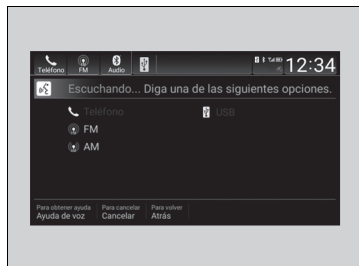 Teléfono FM Audio 12:34
Escuchando... Diga una de las siguientes opciones.
Teléfono USB
FM
AM
Para obtener ayuda Para cancelar Para volver
Ayuda de voz Cancelar Atrás